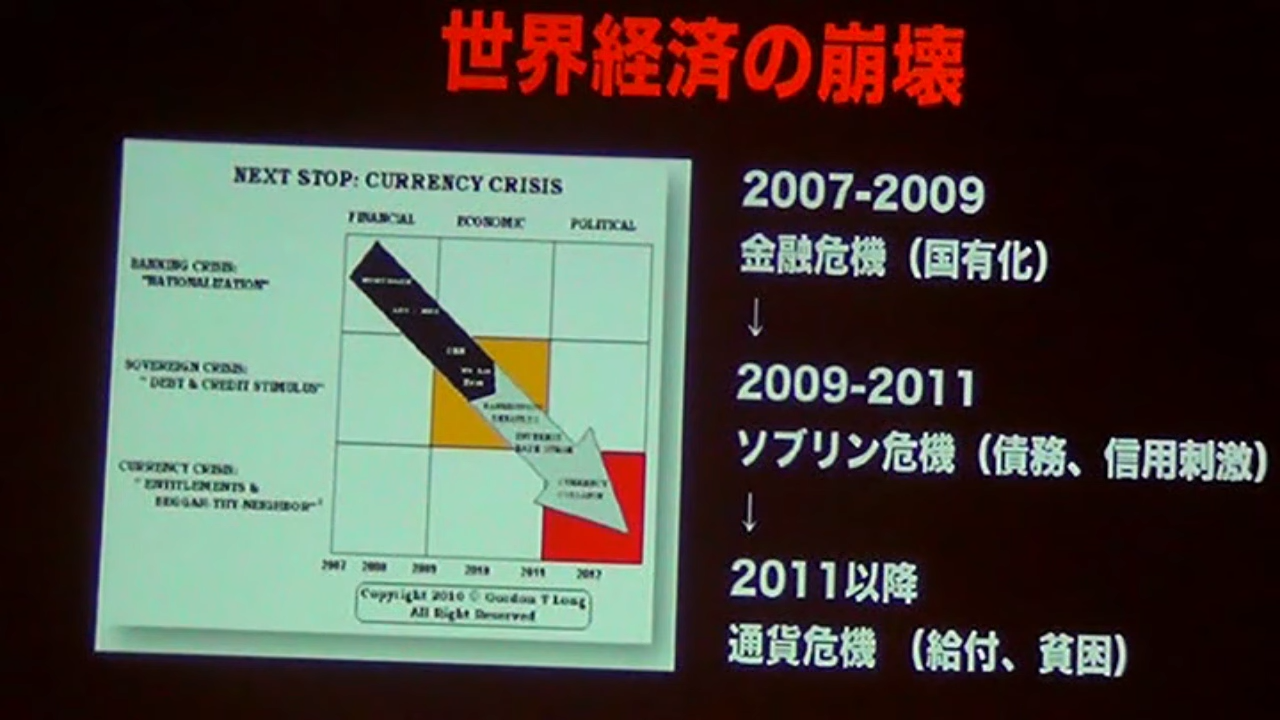 世界経済の崩壊
NEXT STOP: CURRENCY CRISIS
FINANCIAL ECONOMIC POLITICAL
BANKING CRISIS:
"NATIONALIZATION"
SOVEREIGN CRISIS:
" DEBT & CREDIT STIMULUS"
CURRENCY CRISIS:
" ENTITLEMENTS &
BEGGAR-THY-NEIGHBOR"
CURRENCY
2007 2008 2009 2010 2011 2012
Copyright 2010 © Gordon T Long
All Right Reserved
2007-2009
金融危機（国有化）
↓
2009-2011
ソブリン危機（債務、信用刺激）
↓
2011以降
通貨危機 （給付、貧困）